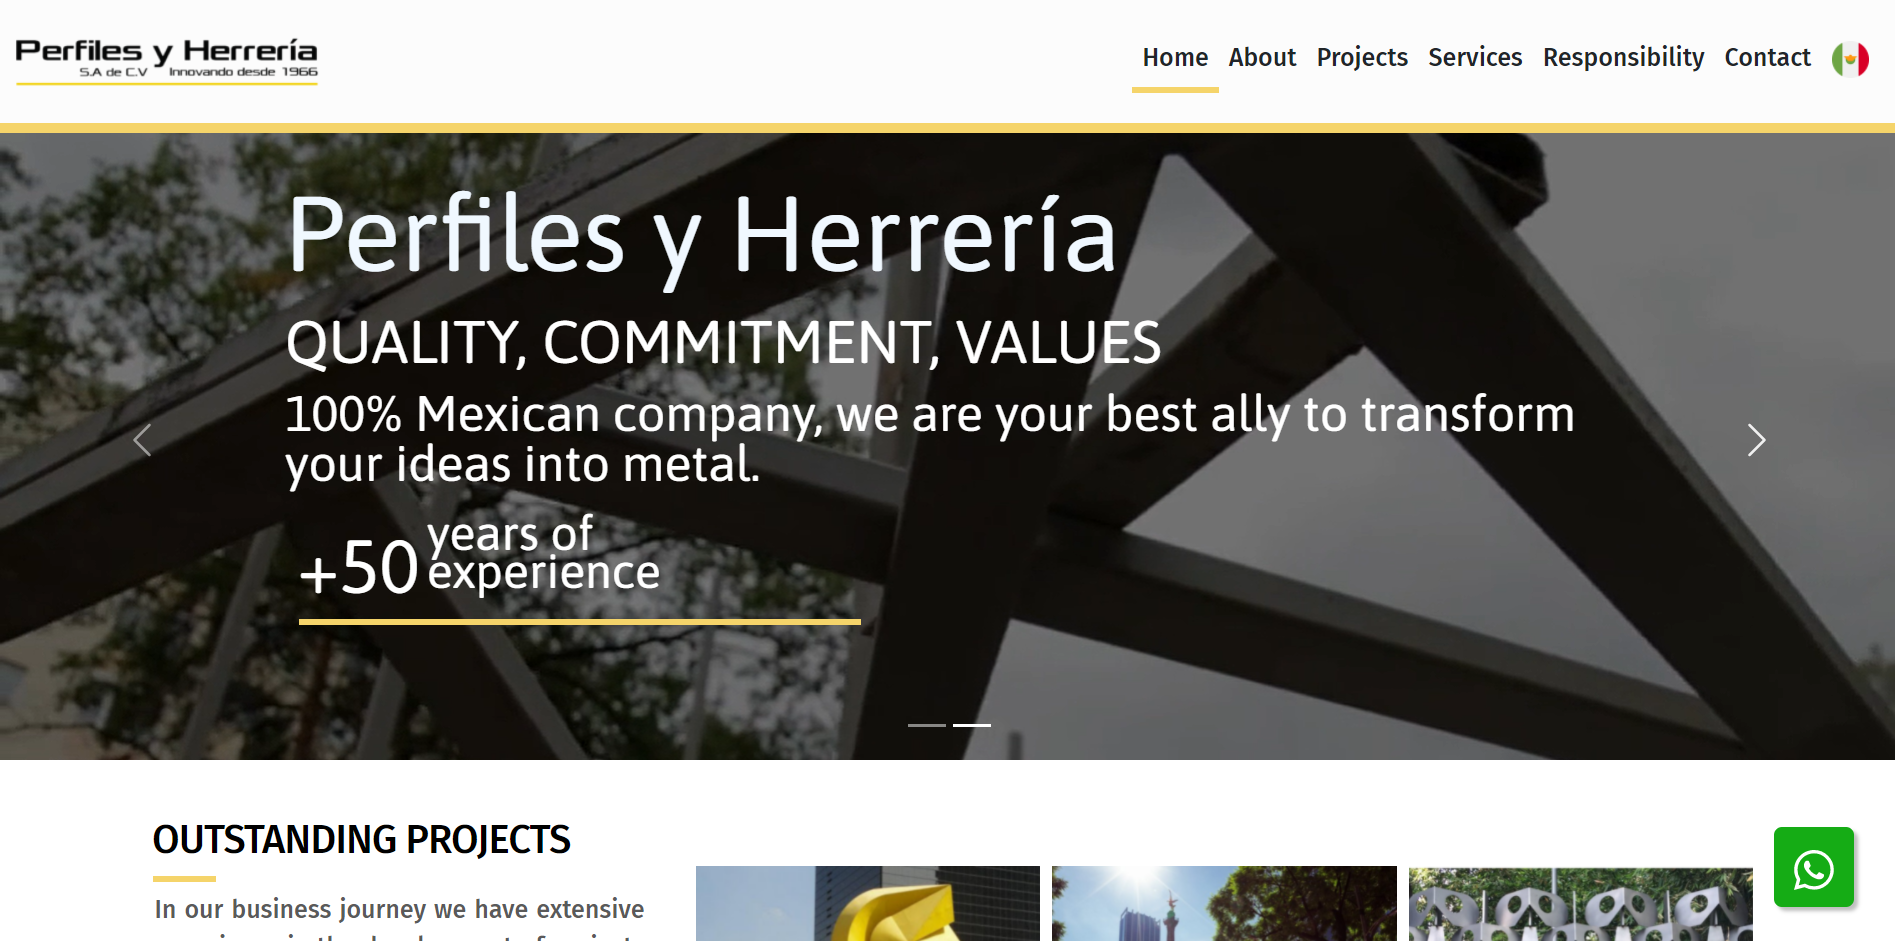 Perfiles y Herrería
S.A de C.V Innovando desde 1966
Home About Projects Services Responsibility Contact
Perfiles y Herrería
QUALITY, COMMITMENT, VALUES
100% Mexican company, we are your best ally to transform
your ideas into metal.
+50 years of
experience
OUTSTANDING PROJECTS
In our business journey we have extensive